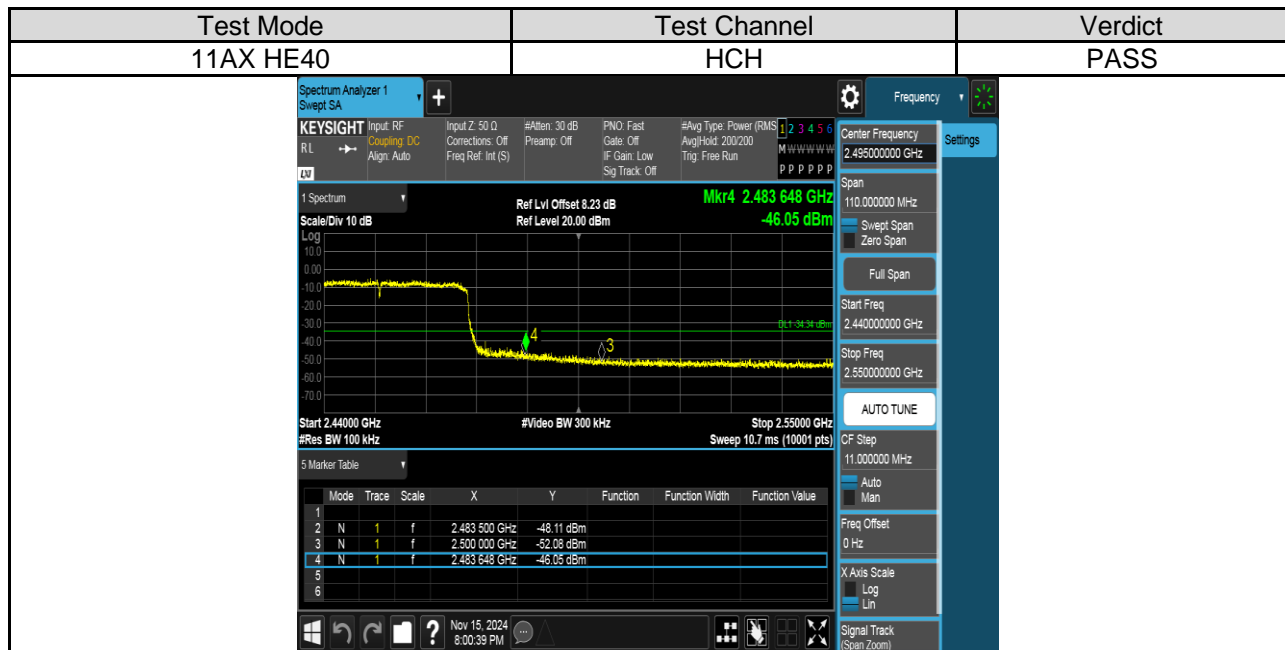 Test Mode Test Channel Verdict
11AX HE40 HCH PASS
Spectrum Analyzer 1
Swept SA
Frequency
KEYSIGHT Input: RF Input Z: 50 Ω #Atten: 30 dB PNO: Fast #Avg Type: Power (RMS 1 2 3 4 5 6
RL Coupling: DC Corrections: Off Preamp: Off Gate: Off Avg|Hold: 200/200 M W W W W W
Align: Auto Freq Ref: Int (S) IF Gain: Low Trig: Free Run
LXI Sig Track: Off P P P P P P
Center Frequency
2.495000000 GHz
Settings
1 Spectrum
Ref Lvl Offset 8.23 dB
Mkr4 2.483 648 GHz
Scale/Div 10 dB Ref Level 20.00 dBm -46.05 dBm
Span
110.000000 MHz
Swept Span
Zero Span
Full Span
Start Freq
2.440000000 GHz
Stop Freq
2.550000000 GHz
AUTO TUNE
CF Step
11.000000 MHz
Auto
Man
Freq Offset
0 Hz
X Axis Scale
Log
Lin
Signal Track
(Span Zoom)
Log
10.0
0.00
-10.0
-20.0
-30.0
DL1 -34.34 dBm
-40.0
4
3
-50.0
-60.0
-70.0
Start 2.44000 GHz #Video BW 300 kHz Stop 2.55000 GHz
#Res BW 100 kHz Sweep 10.7 ms (10001 pts)
5 Marker Table
Mode Trace Scale X Y Function Function Width Function Value
1
2 N 1 f 2.483 500 GHz -48.11 dBm
3 N 1 f 2.500 000 GHz -52.08 dBm
4 N 1 f 2.483 648 GHz -46.05 dBm
5
6
? Nov 15, 2024
8:00:39 PM